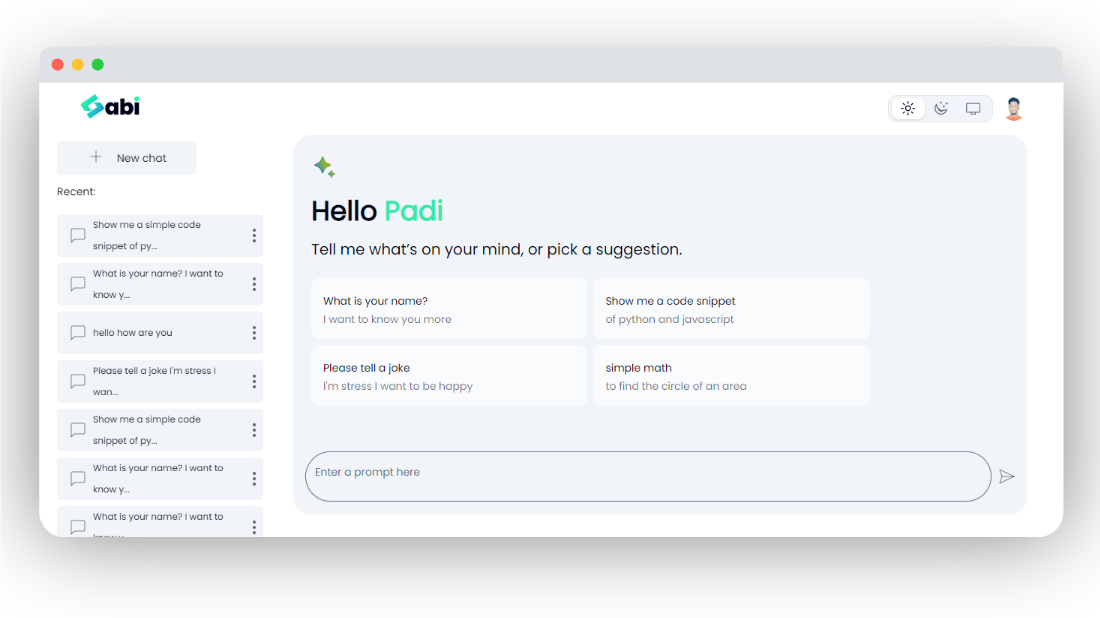 Sabi
New chat
Recent:
Show me a simple code
snippet of py...
What is your name? I want to
know y...
hello how are you
Please tell a joke I'm stress I
wan...
Show me a simple code
snippet of py...
What is your name? I want to
know y...
What is your name? I want to
Hello Padi
Tell me what's on your mind, or pick a suggestion.
What is your name?
I want to know you more
Show me a code snippet
of python and javascript
Please tell a joke
I'm stress I want to be happy
simple math
to find the circle of an area
Enter a prompt here